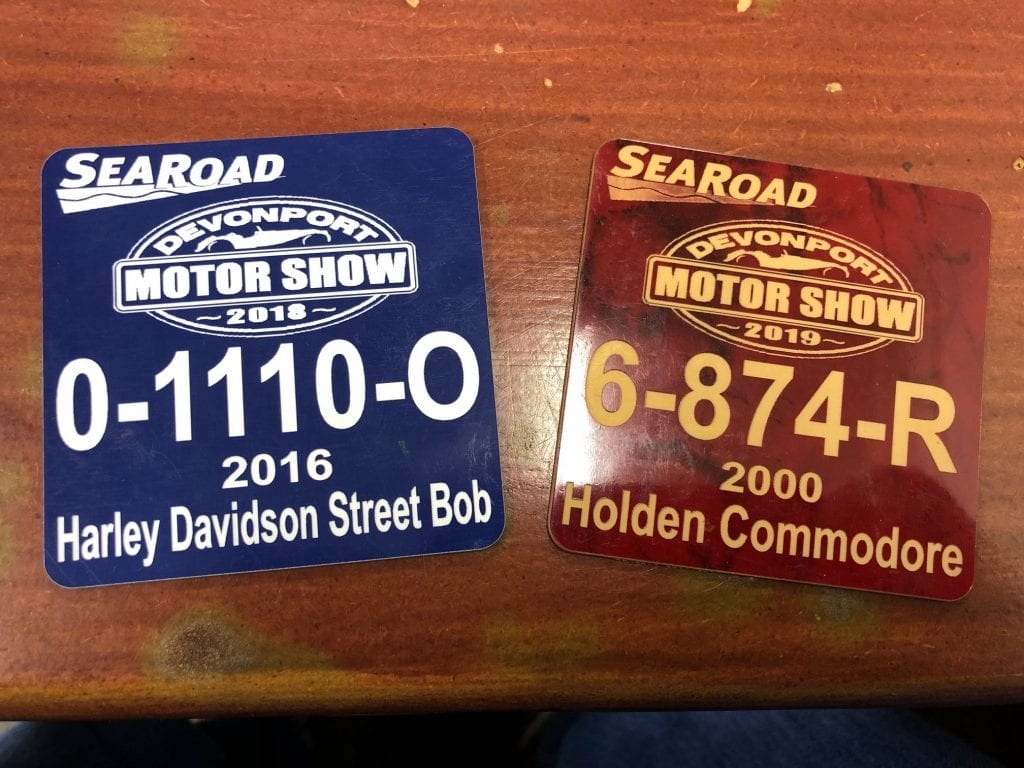 SEAROAD
DEVONPORT
MOTOR SHOW
~2018~
0-1110-O
2016
Harley Davidson Street Bob
SEAROAD
DEVONPORT
MOTOR SHOW
~2019~
6-874-R
2000
Holden Commodore